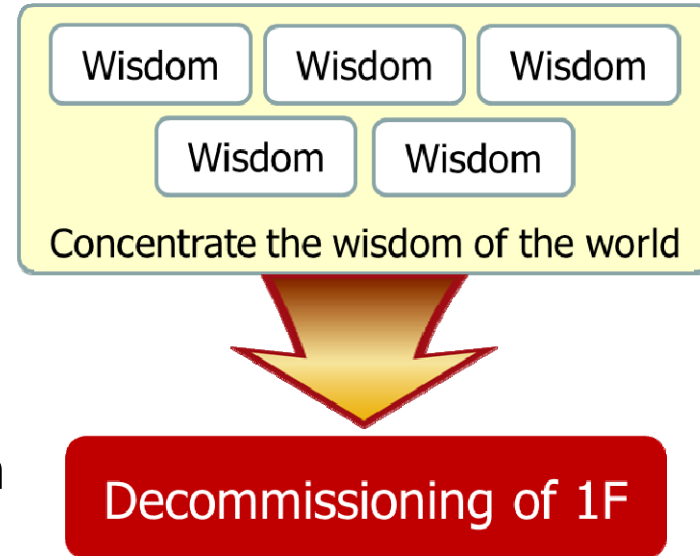 Wisdom Wisdom Wisdom
Wisdom Wisdom
Concentrate the wisdom of the world
Decommissioning of 1F